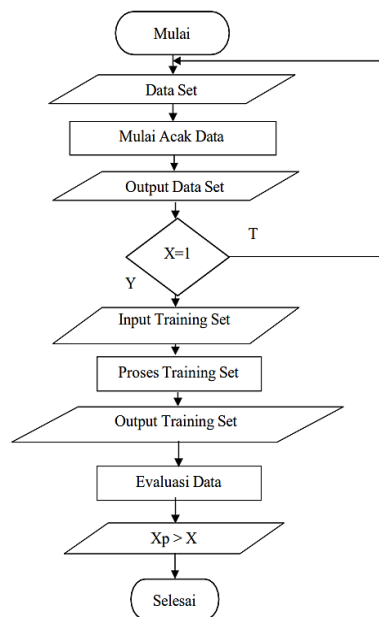 Mulai
Data Set
Mulai Acak Data
Output Data Set
T
X=1
Y
Input Training Set
Proses Training Set
Output Training Set
Evaluasi Data
Xp > X
Selesai